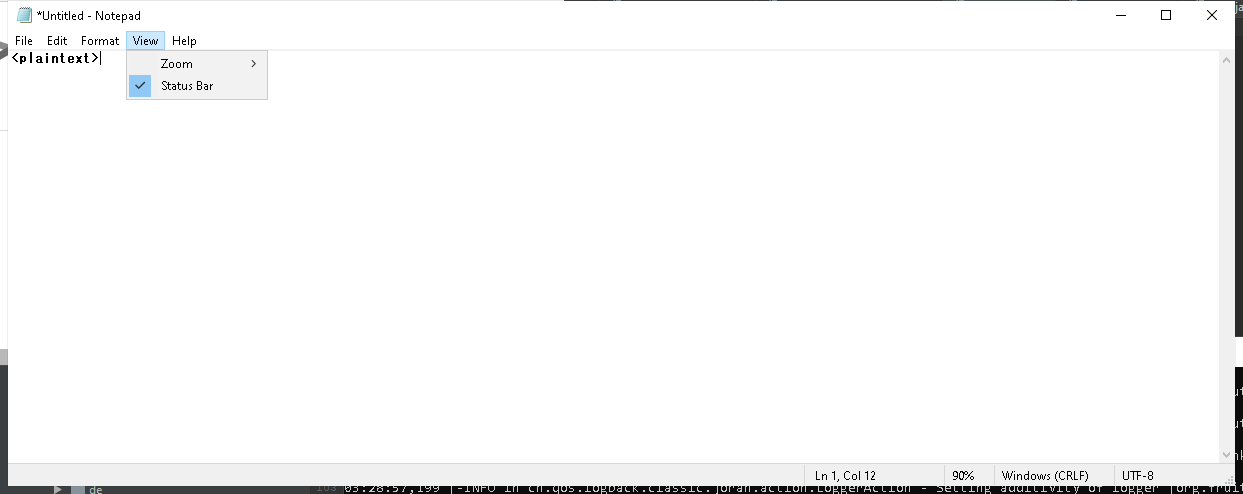 *Untitled - Notepad
File Edit Format View Help
<plaintext>
Zoom
Status Bar
Ln 1, Col 12 90% Windows (CRLF) UTF-8
de
03:28:57,199 |-INFO in ch.qos.logback.classic.joran.action.LoggerAction - Setting additivity of logger